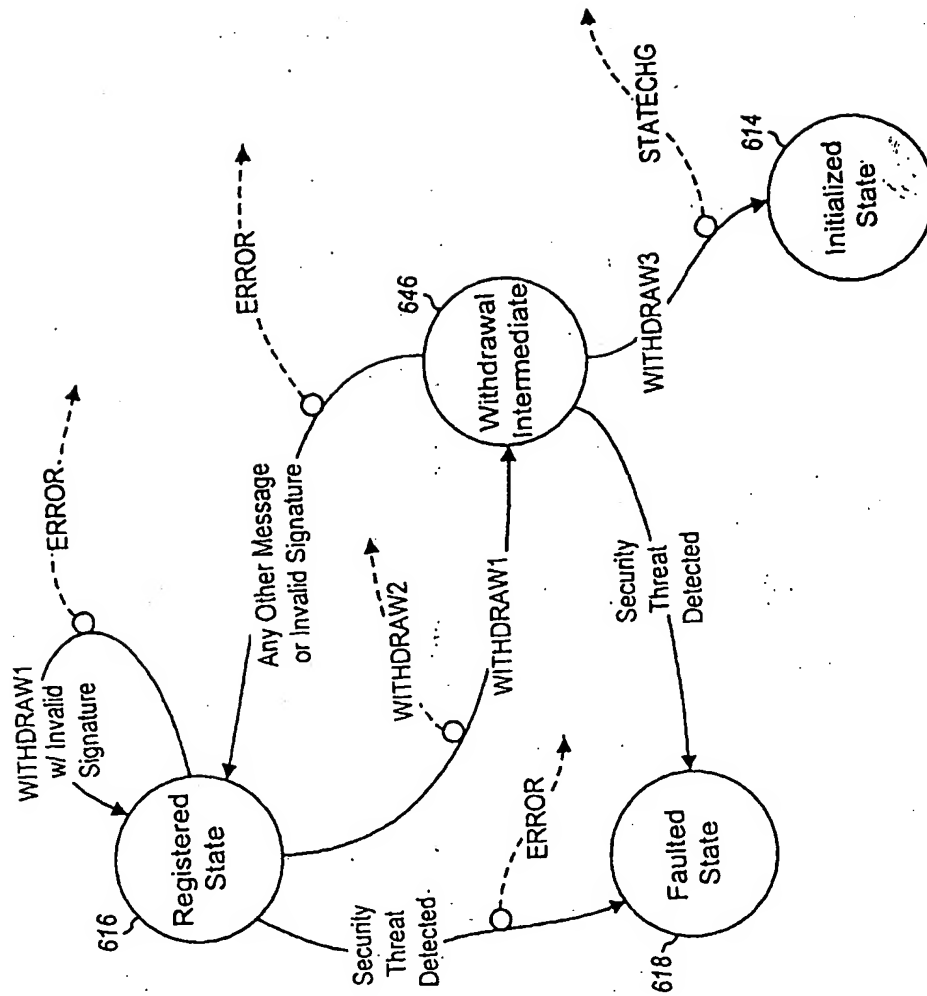 WITHDRAW1
w/ Invalid
Signature
ERROR
616
Registered
State
Any Other Message
or Invalid Signature
ERROR
WITHDRAW2
WITHDRAW1
646
Withdrawal
Intermediate
STATECHG
WITHDRAW3
614
Initialized
State
Security
Threat
Detected
ERROR
Security
Threat
Detected
618
Faulted
State